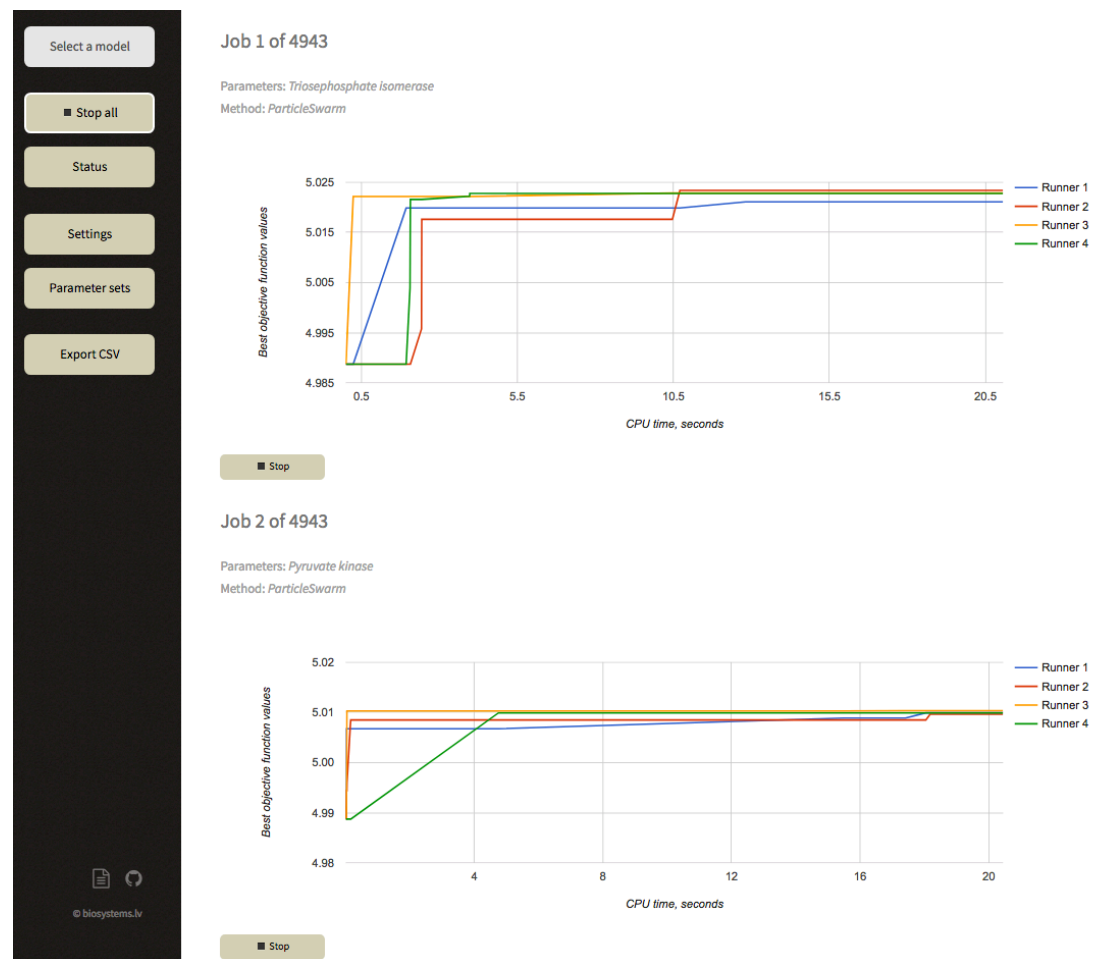 Select a model
Stop all
Status
Settings
Parameter sets
Export CSV
© biosystems.lv
Job 1 of 4943
Parameters: Triosephosphate isomerase
Method: ParticleSwarm
Best objective function values
5.025
5.015
5.005
4.995
4.985
0.5 5.5 10.5 15.5 20.5
CPU time, seconds
Runner 1
Runner 2
Runner 3
Runner 4
Stop
Job 2 of 4943
Parameters: Pyruvate kinase
Method: ParticleSwarm
Best objective function values
5.02
5.01
5.00
4.99
4.98
4 8 12 16 20
CPU time, seconds
Runner 1
Runner 2
Runner 3
Runner 4
Stop